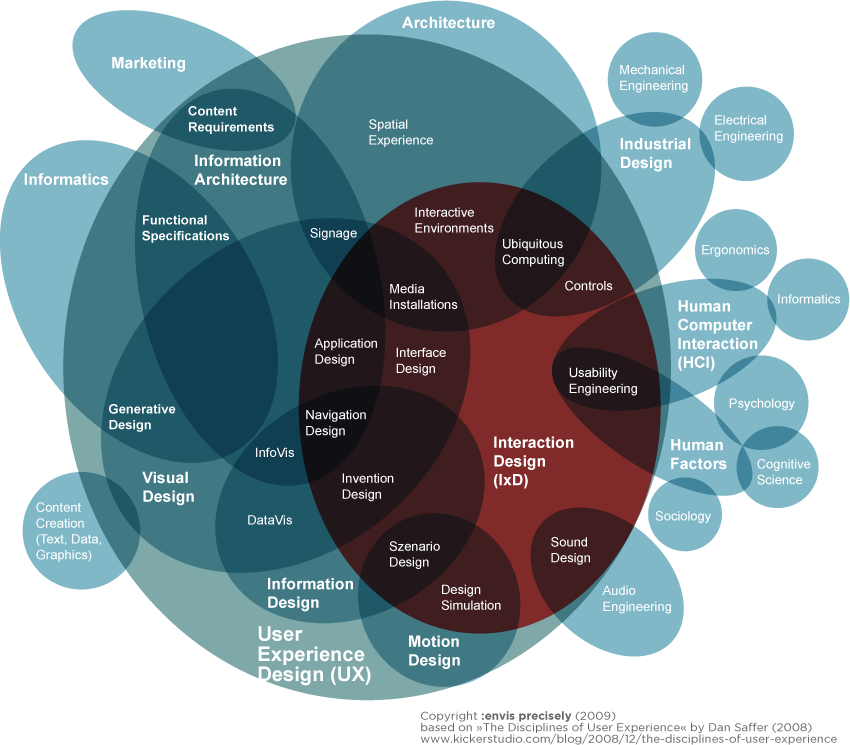 Architecture
Marketing
Mechanical
Engineering
Content
Requirements
Spatial
Experience
Electrical
Engineering
Industrial
Design
Information
Architecture
Informatics
Functional
Specifications
Signage
Interactive
Environments
Ubiquitous
Computing
Ergonomics
Controls
Media
Installations
Informatics
Human
Computer
Interaction
(HCI)
Application
Design
Interface
Design
Usability
Engineering
Psychology
Generative
Design
Navigation
Design
InfoVis
Interaction
Design
(IxD)
Human
Factors
Cognitive
Science
Visual
Design
Invention
Design
Content
Creation
(Text, Data,
Graphics)
DataVis
Sociology
Szenario
Design
Sound
Design
Information
Design
Design
Simulation
Audio
Engineering
User
Experience
Design (UX)
Motion
Design
Copyright :envis precisely (2009)
based on »The Disciplines of User Experience« by Dan Saffer (2008)
www.kickerstudio.com/blog/2008/12/the-disciplines-of-user-experience